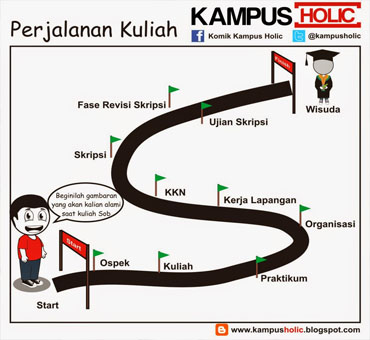 Perjalanan Kuliah
KAMPUS HOLIC
Komik Kampus Holic
@kampusholic
Finish
Wisuda
Fase Revisi Skripsi
Ujian Skripsi
Skripsi
KKN
Kerja Lapangan
Organisasi
Beginilah gambaran
yang akan kalian alami
saat kuliah Sob
Start
Ospek
Kuliah
Praktikum
Start
www.kampusholic.blogspot.com